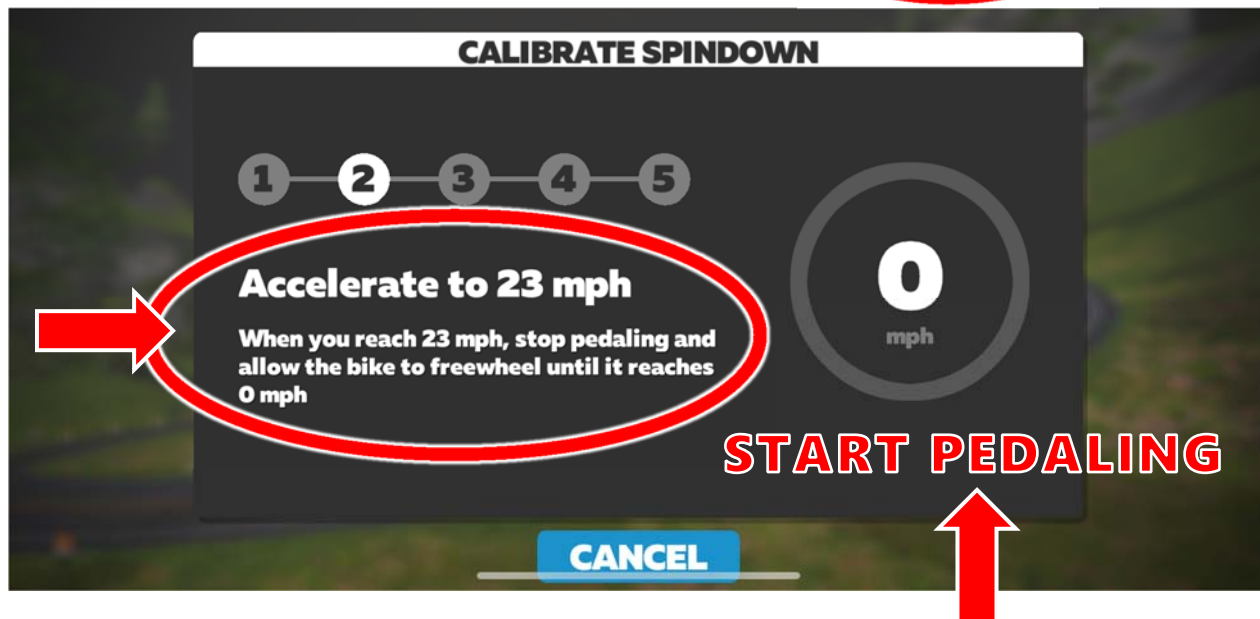 CALIBRATE SPINDOWN
1 2 3 4 5
Accelerate to 23 mph
When you reach 23 mph, stop pedaling and
allow the bike to freewheel until it reaches
0 mph
0
mph
START PEDALING
CANCEL